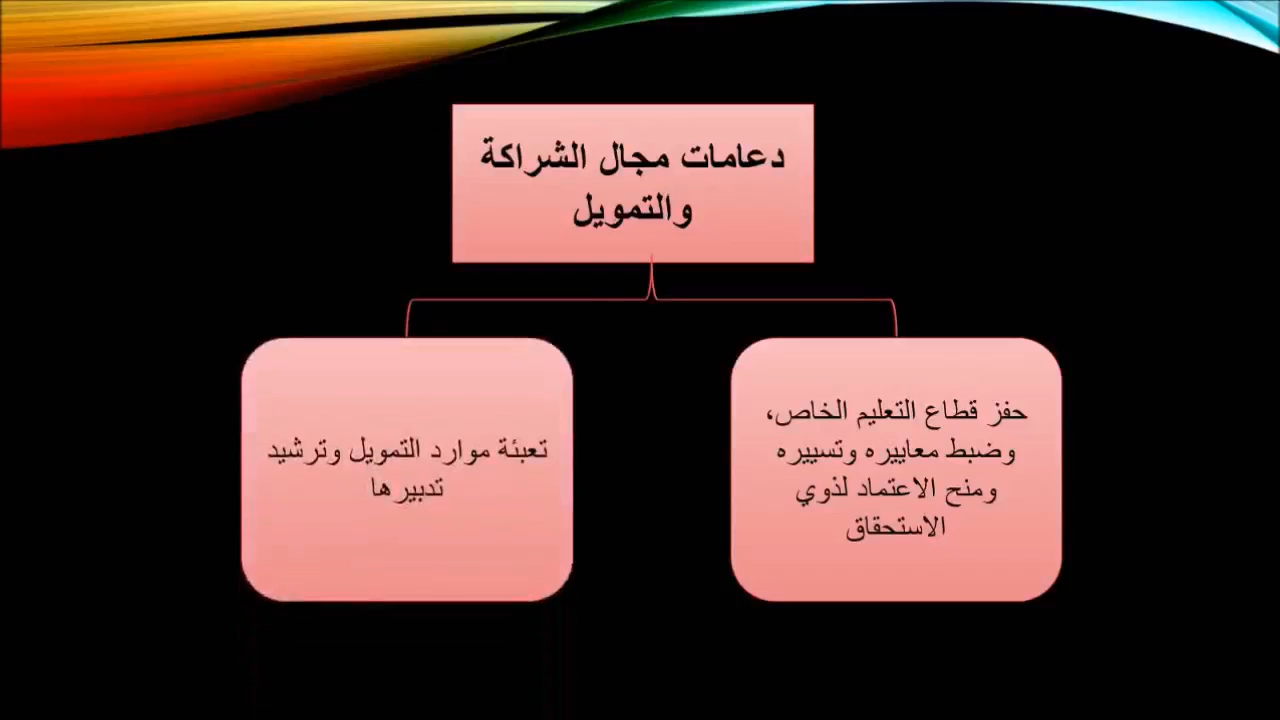 دعامات مجال الشراكة
والتمويل
حفز قطاع التعليم الخاص،
وضبط معاييره وتسييره
ومنح الاعتماد لذوي
الاستحقاق
تعبئة موارد التمويل وترشيد
تدبيرها